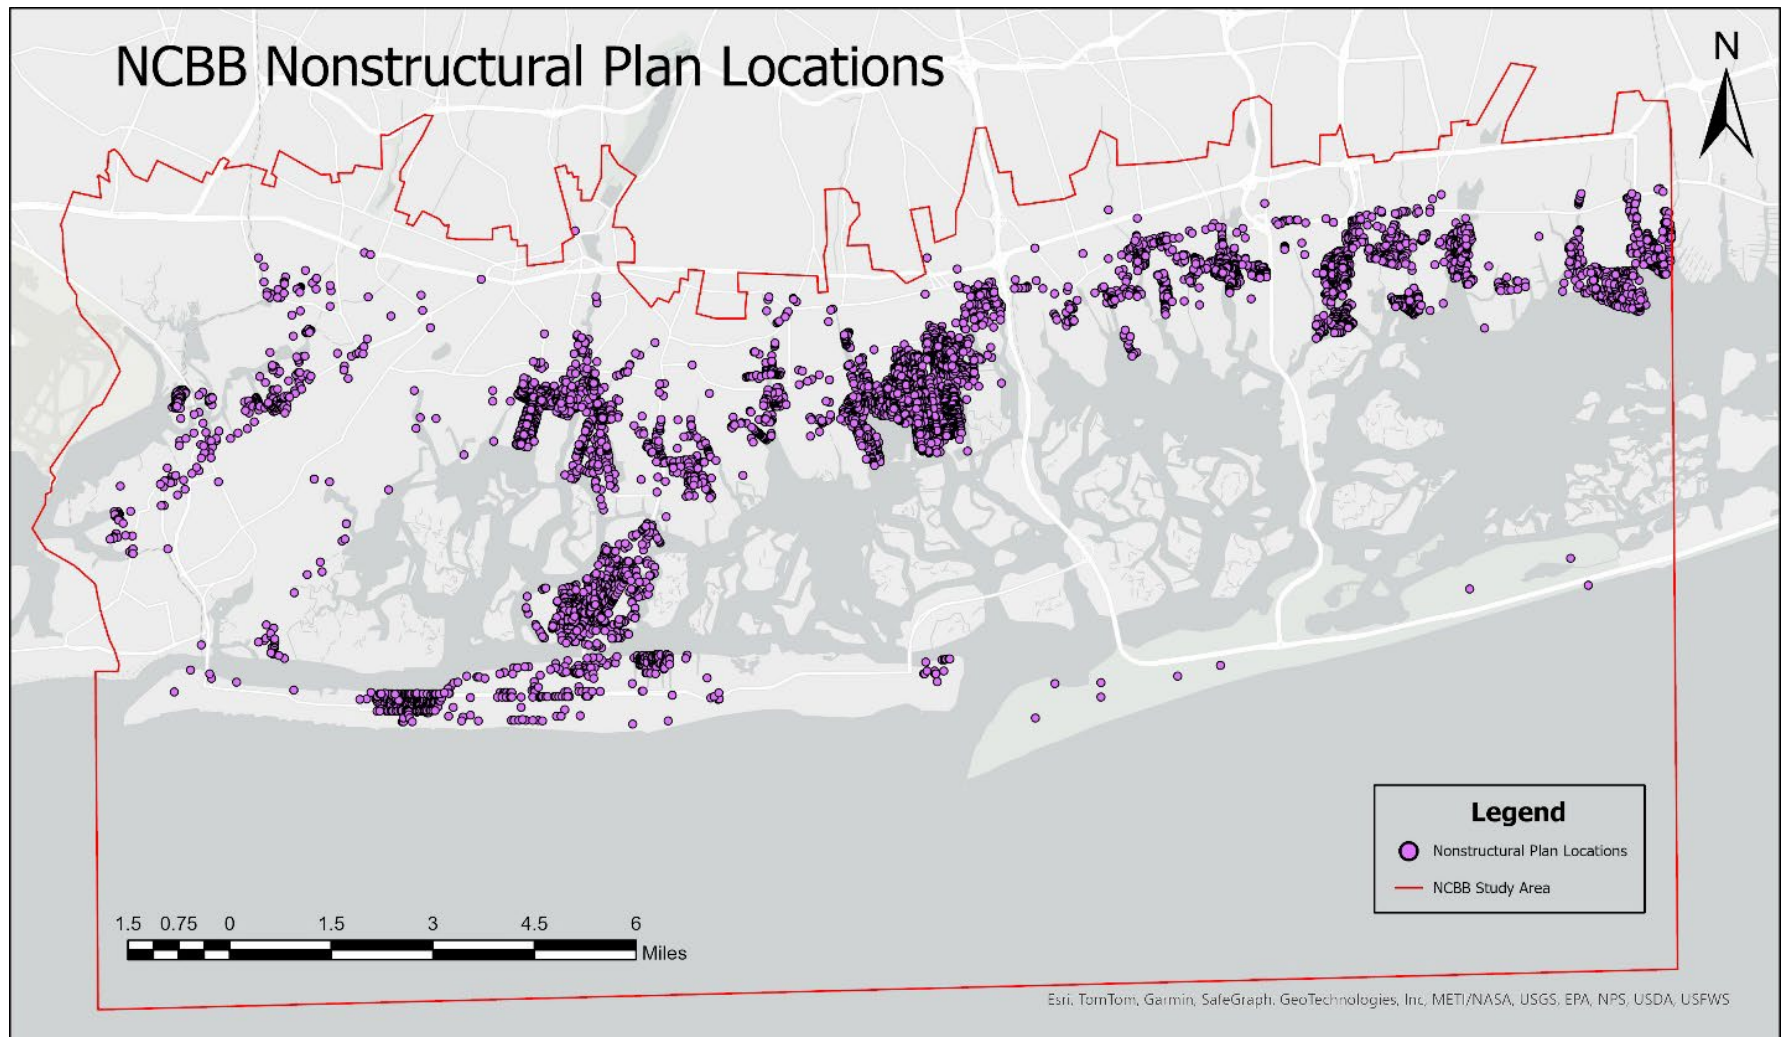 NCBB Nonstructural Plan Locations
N
Legend
Nonstructural Plan Locations
NCBB Study Area
1.5 0.75 0 1.5 3 4.5 6
Miles
Esri, TomTom, Garmin, SafeGraph, GeoTechnologies, Inc, METI/NASA, USGS, EPA, NPS, USDA, USFWS